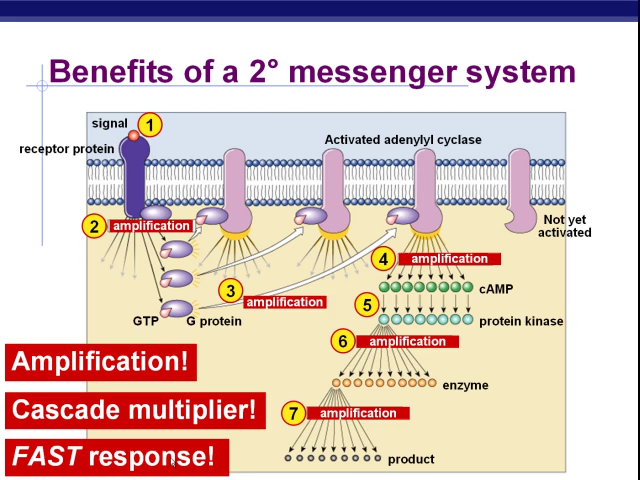 Benefits of a 2° messenger system
signal
1
receptor protein
Activated adenylyl cyclase
2
amplification
Not yet
activated
4
amplification
3
amplification
cAMP
5
GTP
G protein
protein kinase
6
amplification
Amplification!
enzyme
Cascade multiplier!
7
amplification
FAST response!
product